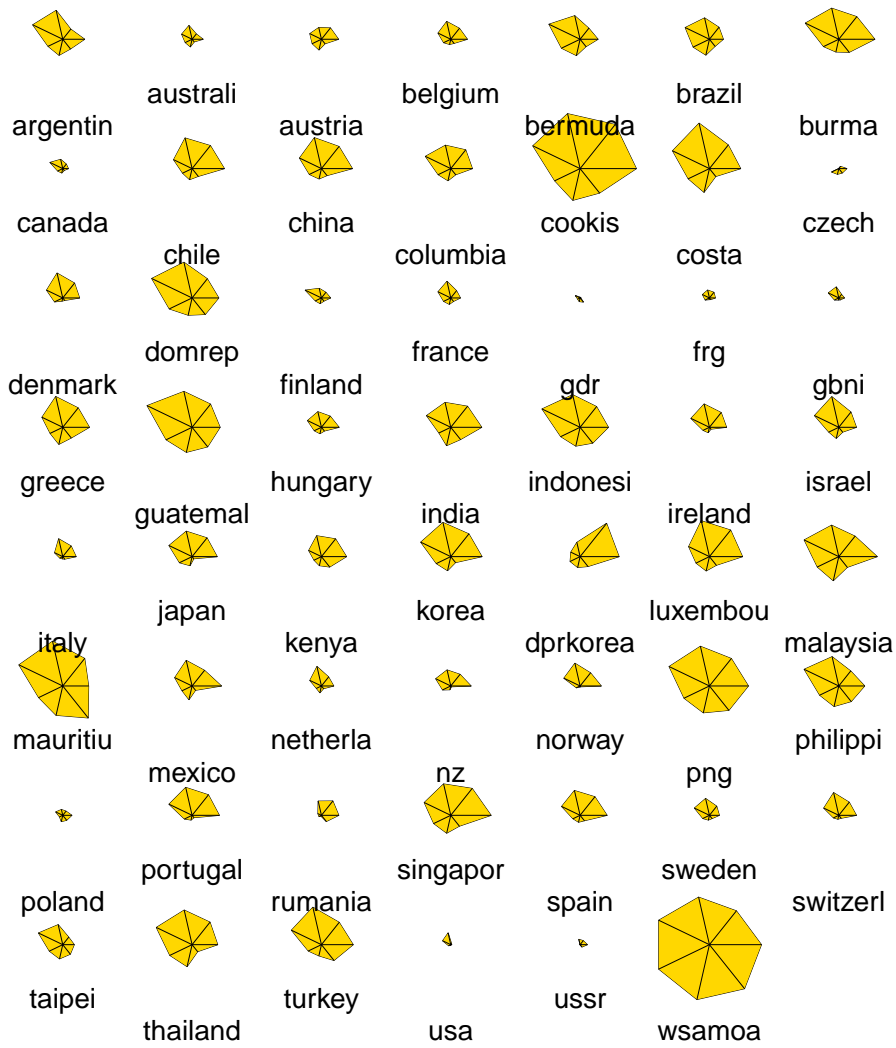 australi belgium brazil
argentin austria bermuda burma
canada china cookis czech
chile columbia costa
domrep france frg
denmark finland gdr gbni
greece hungary indonesi israel
guatemal india ireland
japan korea luxembou
italy kenya dprkorea malaysia
mauritiu netherla norway philippi
mexico nz png
portugal singapor sweden
poland rumania spain switzerl
taipei turkey ussr
thailand usa wsamoa